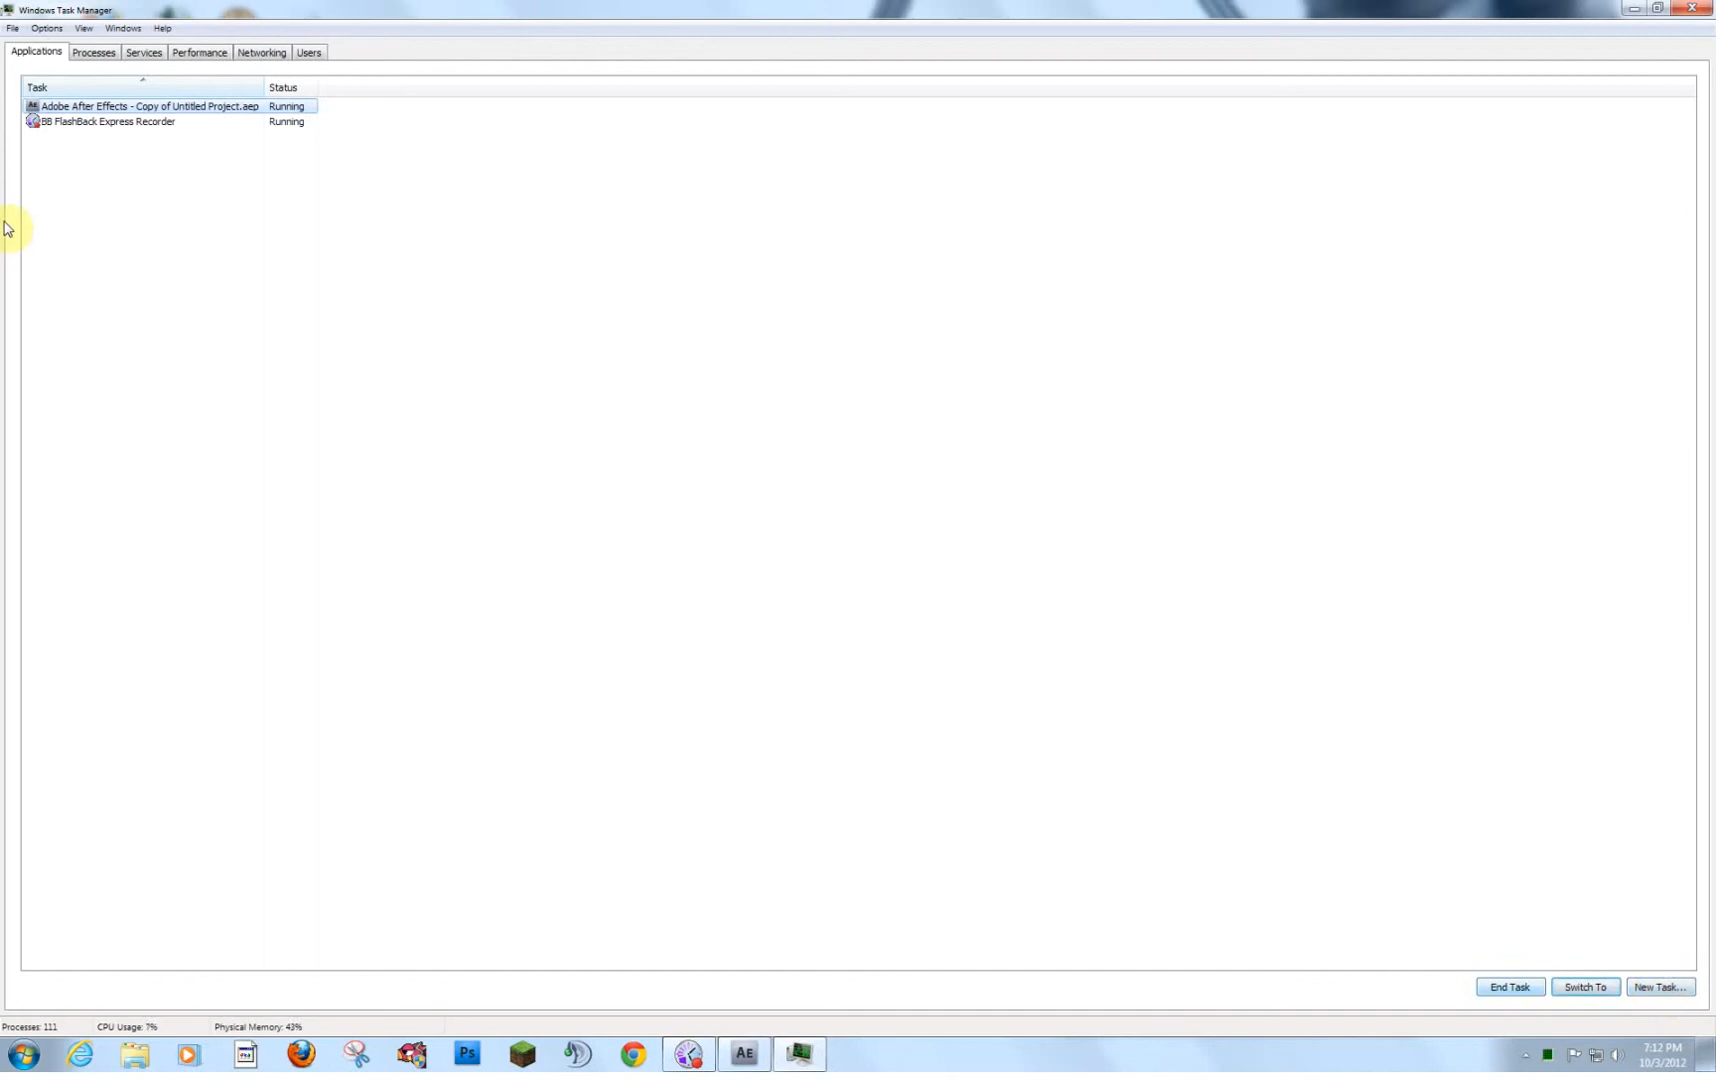 Windows Task Manager
File Options View Windows Help
Applications Processes Services Performance Networking Users
Task Status
Adobe After Effects - Copy of Untitled Project.aep Running
BB FlashBack Express Recorder Running
End Task Switch To New Task...
Processes: 111 CPU Usage: 7% Physical Memory: 43%
Ps AE
7:12 PM
10/3/2012